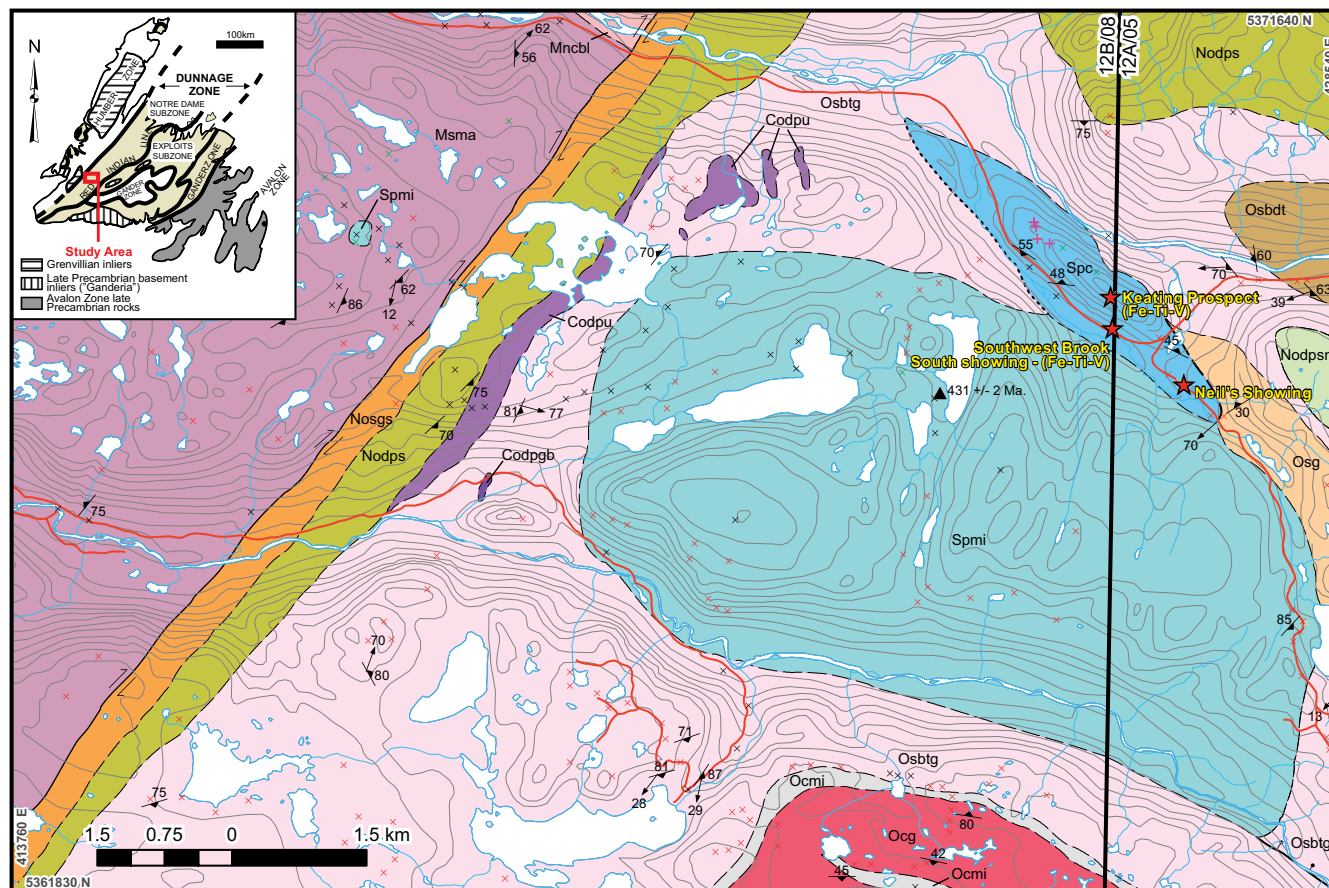 100km
N
DUNNAGE
ZONE
HUMBER
ZONE
NOTRE DAME
SUBZONE
EXPLOITS
SUBZONE
RED INDIAN LINE
GANDER
ZONE
GANDERZONE
AVALON
ZONE
Study Area
Grenvillian inliers
Late Precambrian basement
inliers ("Ganderia")
Avalon Zone late
Precambrian rocks
62
56
Mncbl
Osbtg
12B/08
12A/05
5371640 N
Nodps
75
Msma
Codpu
Spmi
Osbdt
55
48
Spc
70
60
70
39
63
62
86
12
Keating Prospect
(Fe-Ti-V)
Codpu
Southwest Brook
South showing - (Fe-Ti-V)
45
Nodpsr
431 +/- 2 Ma.
Neil's Showing
75
81
77
30
Nosgs
70
70
Nodps
Codpgb
Osg
75
Spmi
85
70
80
13
71
81
87
28
29
Osbtg
Ocmi
75
80
Ocg
42
45
Ocmi
Osbtg
1.5
0.75
0
1.5 km
413760 E
5361830 N